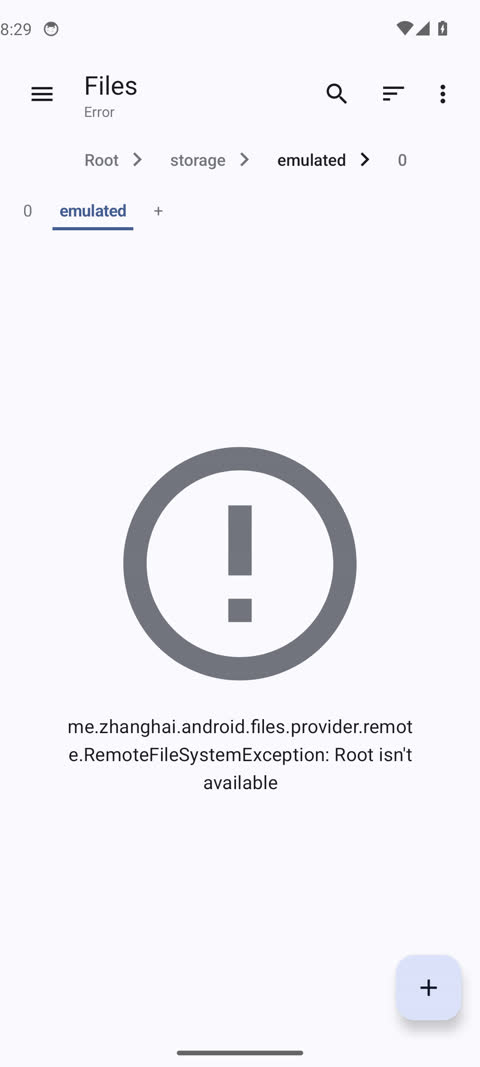 8:29
Files
Error
Root storage emulated 0
0 emulated +
me.zhanghai.android.files.provider.remot
e.RemoteFileSystemException: Root isn't
available